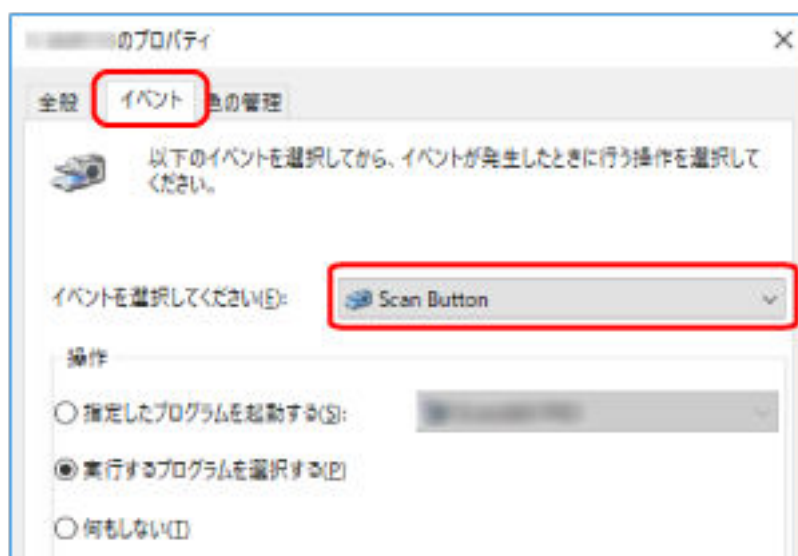 のプロパティ
全般
イベント
色の管理
以下のイベントを選択してから、イベントが発生したときに行う操作を選択して
ください。
イベントを選択してください(E):
Scan Button
操作
指定したプログラムを起動する(S):
実行するプログラムを選択する(P)
何もしない(T)